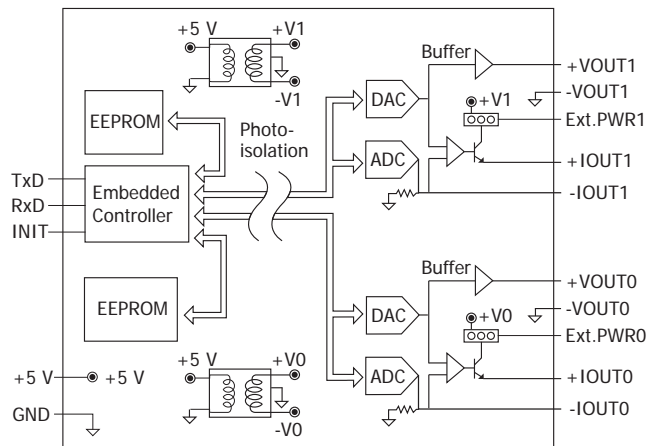 +5 V
+V1
-V1
Buffer
+VOUT1
-VOUT1
DAC
+V1
Ext.PWR1
EEPROM
Photo-
isolation
ADC
+IOUT1
-IOUT1
TxD
RxD
INIT
Embedded
Controller
Buffer
+VOUT0
-VOUT0
EEPROM
DAC
+V0
Ext.PWR0
+5 V
+5 V
+5 V
+V0
-V0
ADC
+IOUT0
-IOUT0
GND